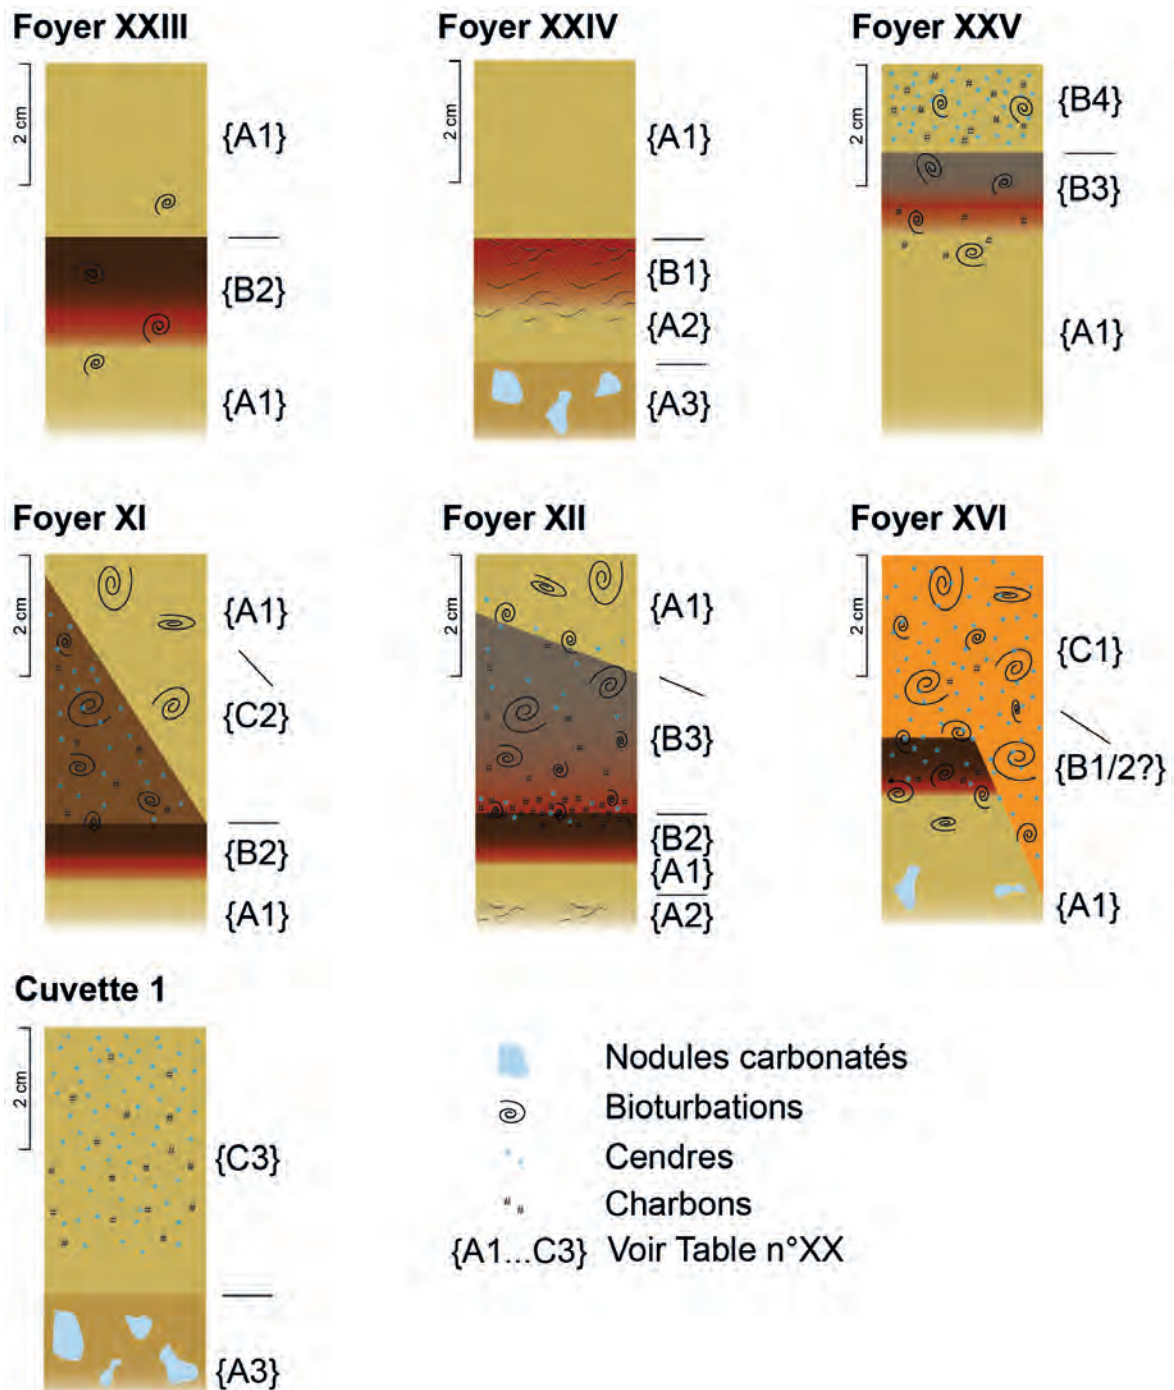 Foyer XXIII
2 cm
{A1}
{B2}
{A1}
Foyer XXIV
2 cm
{A1}
{B1}
{A2}
{A3}
Foyer XXV
2 cm
{B4}
{B3}
{A1}
Foyer XI
2 cm
{A1}
{C2}
{B2}
{A1}
Foyer XII
2 cm
{A1}
{B3}
{B2}
{A1}
{A2}
Foyer XVI
2 cm
{C1}
{B1/2?}
{A1}
Cuvette 1
2 cm
{C3}
{A3}
Nodules carbonatés
Bioturbations
Cendres
Charbons
{A1...C3} Voir Table n°XX